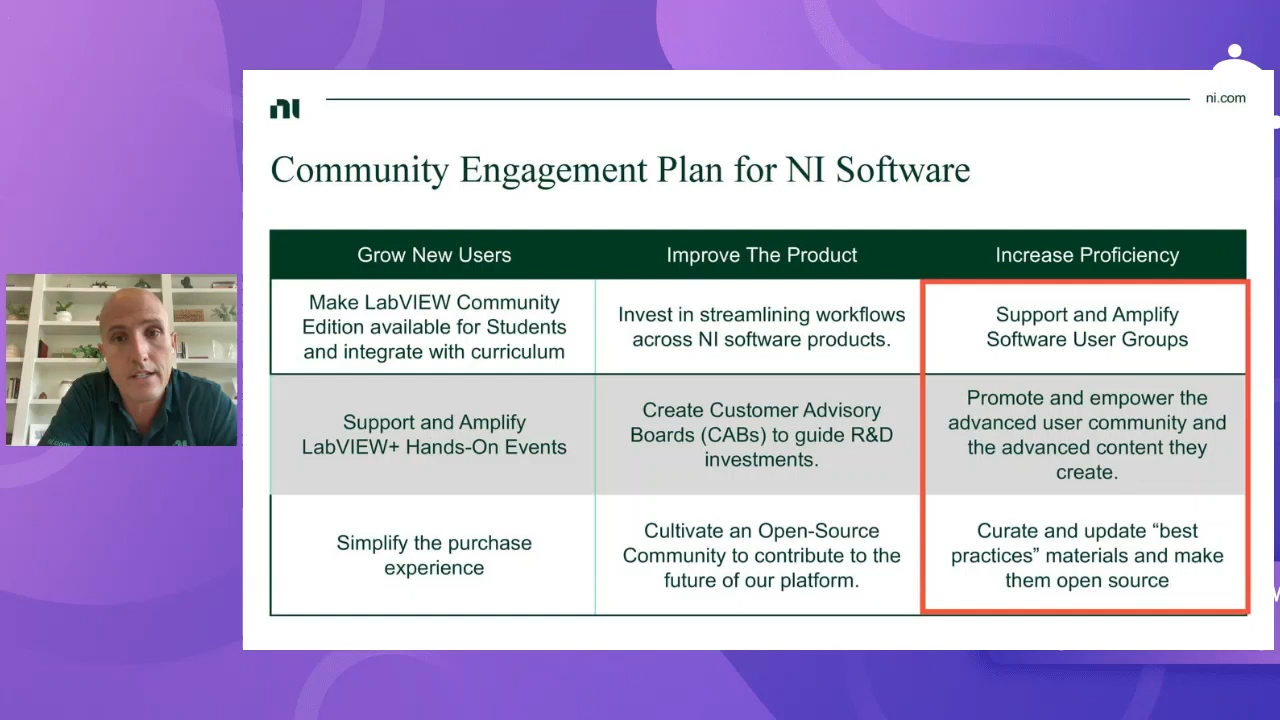 ni
ni.com
Community Engagement Plan for NI Software
Grow New Users
Improve The Product
Increase Proficiency
Make LabVIEW Community
Edition available for Students
and integrate with curriculum
Invest in streamlining workflows
across NI software products.
Support and Amplify
Software User Groups
Support and Amplify
LabVIEW+ Hands-On Events
Create Customer Advisory
Boards (CABs) to guide R&D
investments.
Promote and empower the
advanced user community and
the advanced content they
create.
Simplify the purchase
experience
Cultivate an Open-Source
Community to contribute to the
future of our platform.
Curate and update “best
practices” materials and make
them open source
ni.com